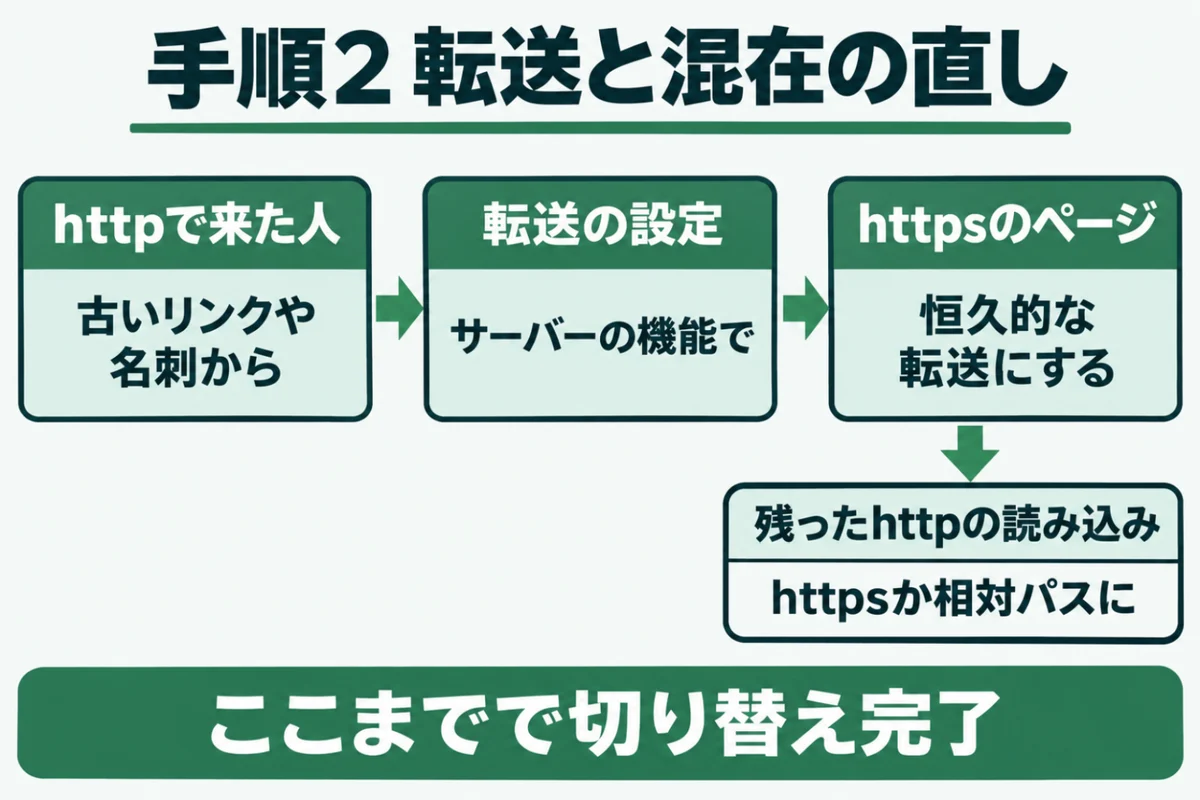 手順2 転送と混在の直し
httpで来た人
古いリンクや
名刺から
転送の設定
サーバーの機能で
httpsのページ
恒久的な
転送にする
残ったhttpの読み込み
httpsか相対パスに
ここまでで切り替え完了